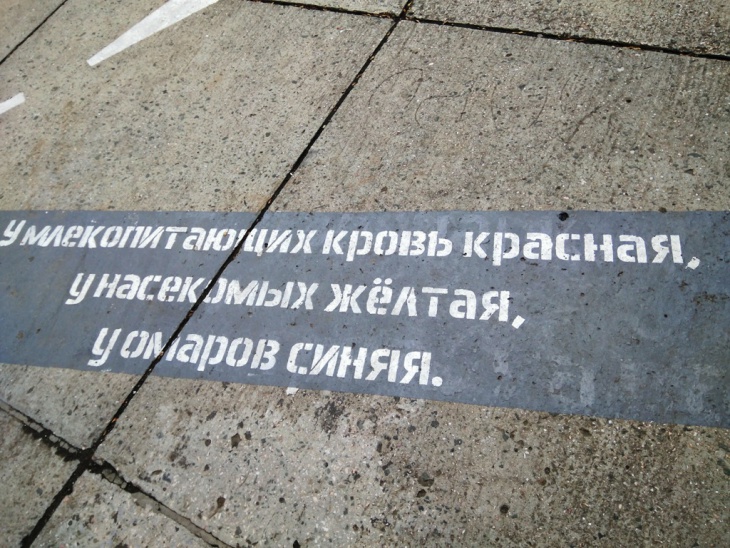 У млекопитающих кровь красная,
у насекомых жёлтая,
у омаров синяя.